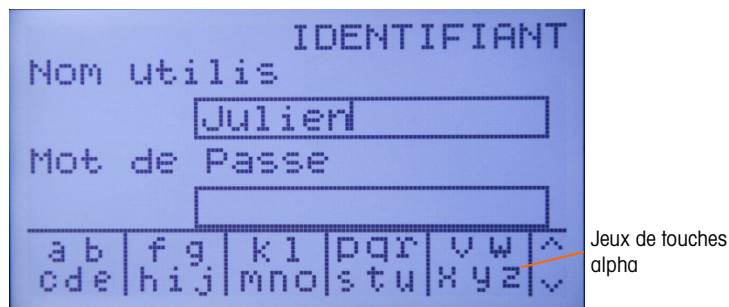 IDENTIFIANT
Nom utilis
Julien
Mot de Passe
a b f g k l pqr v w ^
cde hij mno stu x y z v
Jeux de touches
alpha